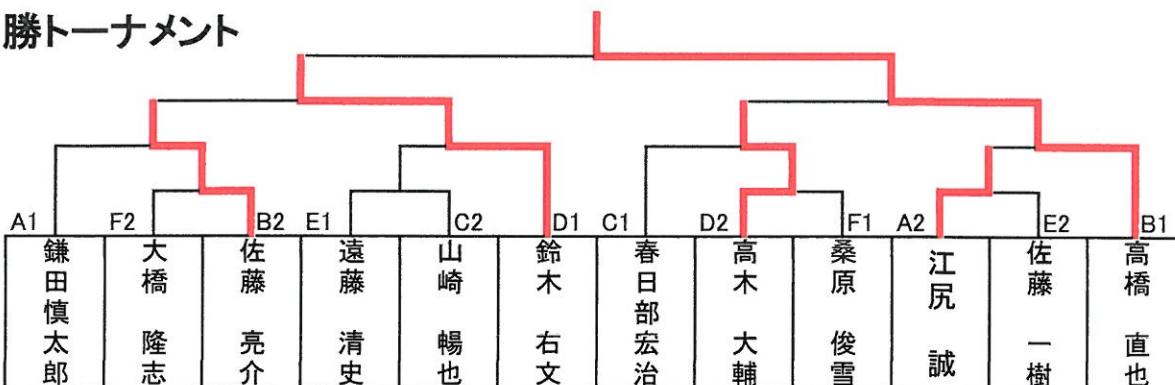 勝トーナメント
A1
F2
B2
E1
C2
D1
C1
D2
F1
A2
E2
B1
鎌田慎太郎
大橋 隆志
佐藤 亮介
遠藤 清史
山崎 暢也
鈴木 右文
春日部宏治
高木 大輔
桑原 俊雪
江尻 誠
佐藤 一樹
高橋 直也